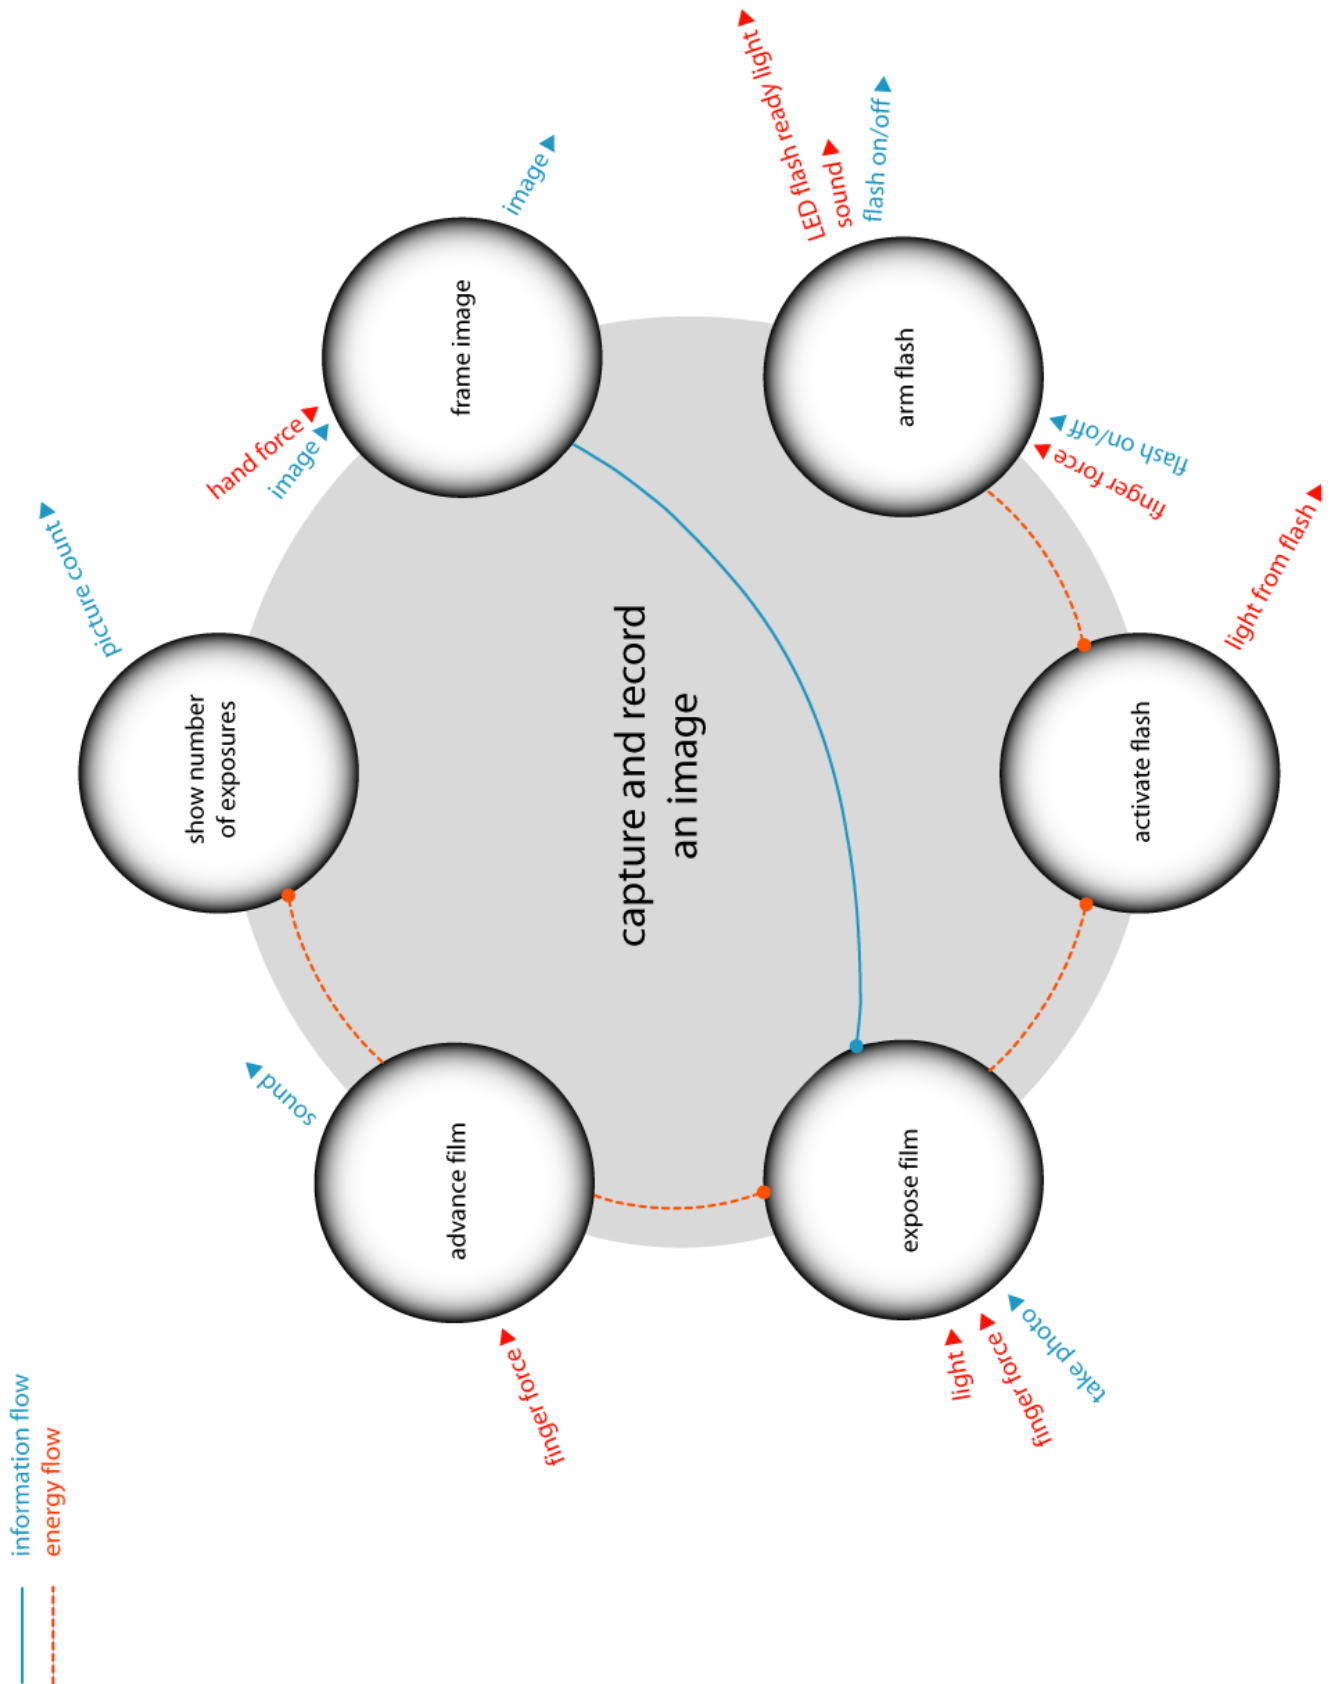 information flow
energy flow
capture and record
an image
show number
of exposures
picture count
frame image
hand force
image
image
arm flash
LED flash ready light
sound
flash on/off
flash on/off
finger force
activate flash
light from flash
expose film
light
finger force
take photo
advance film
finger force
sound